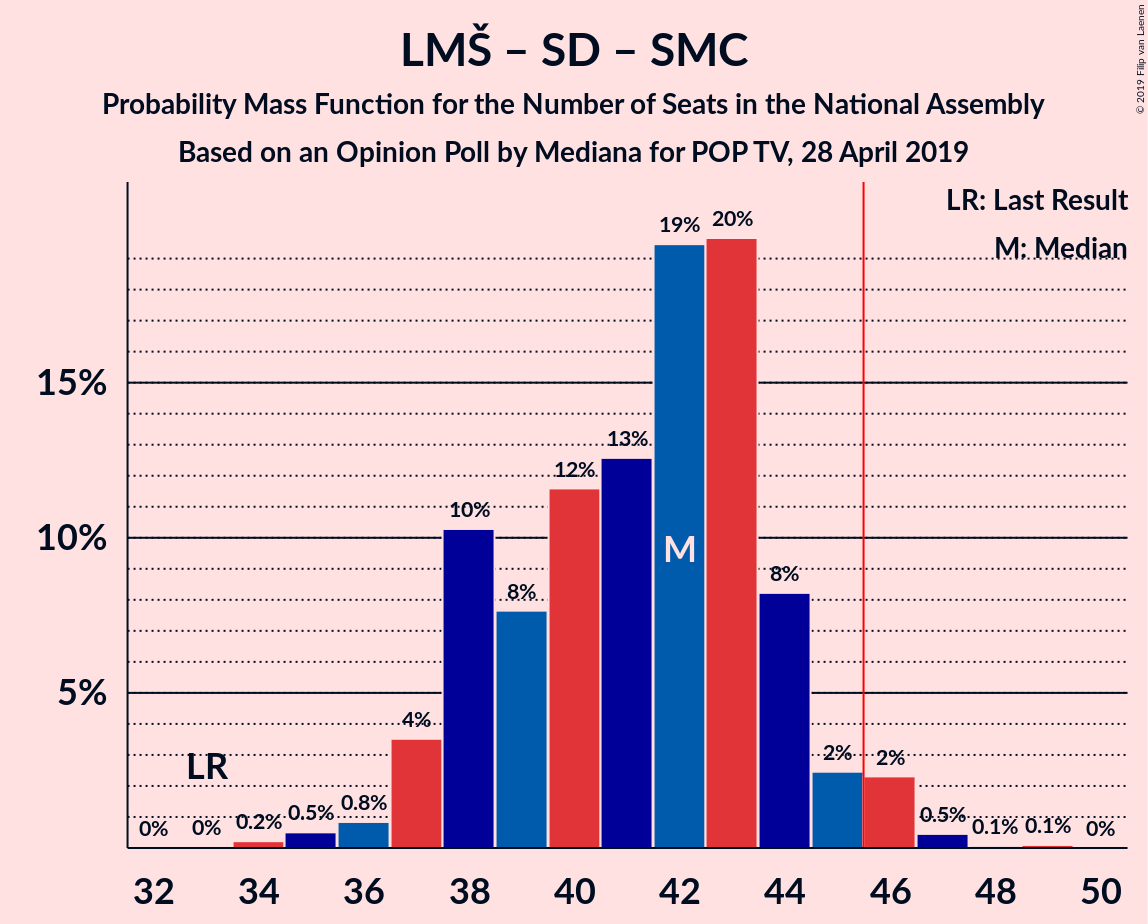 LMŠ – SD – SMC
Probability Mass Function for the Number of Seats in the National Assembly
Based on an Opinion Poll by Mediana for POP TV, 28 April 2019
© 2019 Filip van Laenen
LR: Last Result
M: Median
15%
10%
5%
0%
0%
0.2%
0.5%
0.8%
4%
10%
8%
12%
13%
19%
20%
8%
2%
2%
0.5%
0.1%
0.1%
0%
LR
M
32 34 36 38 40 42 44 46 48 50